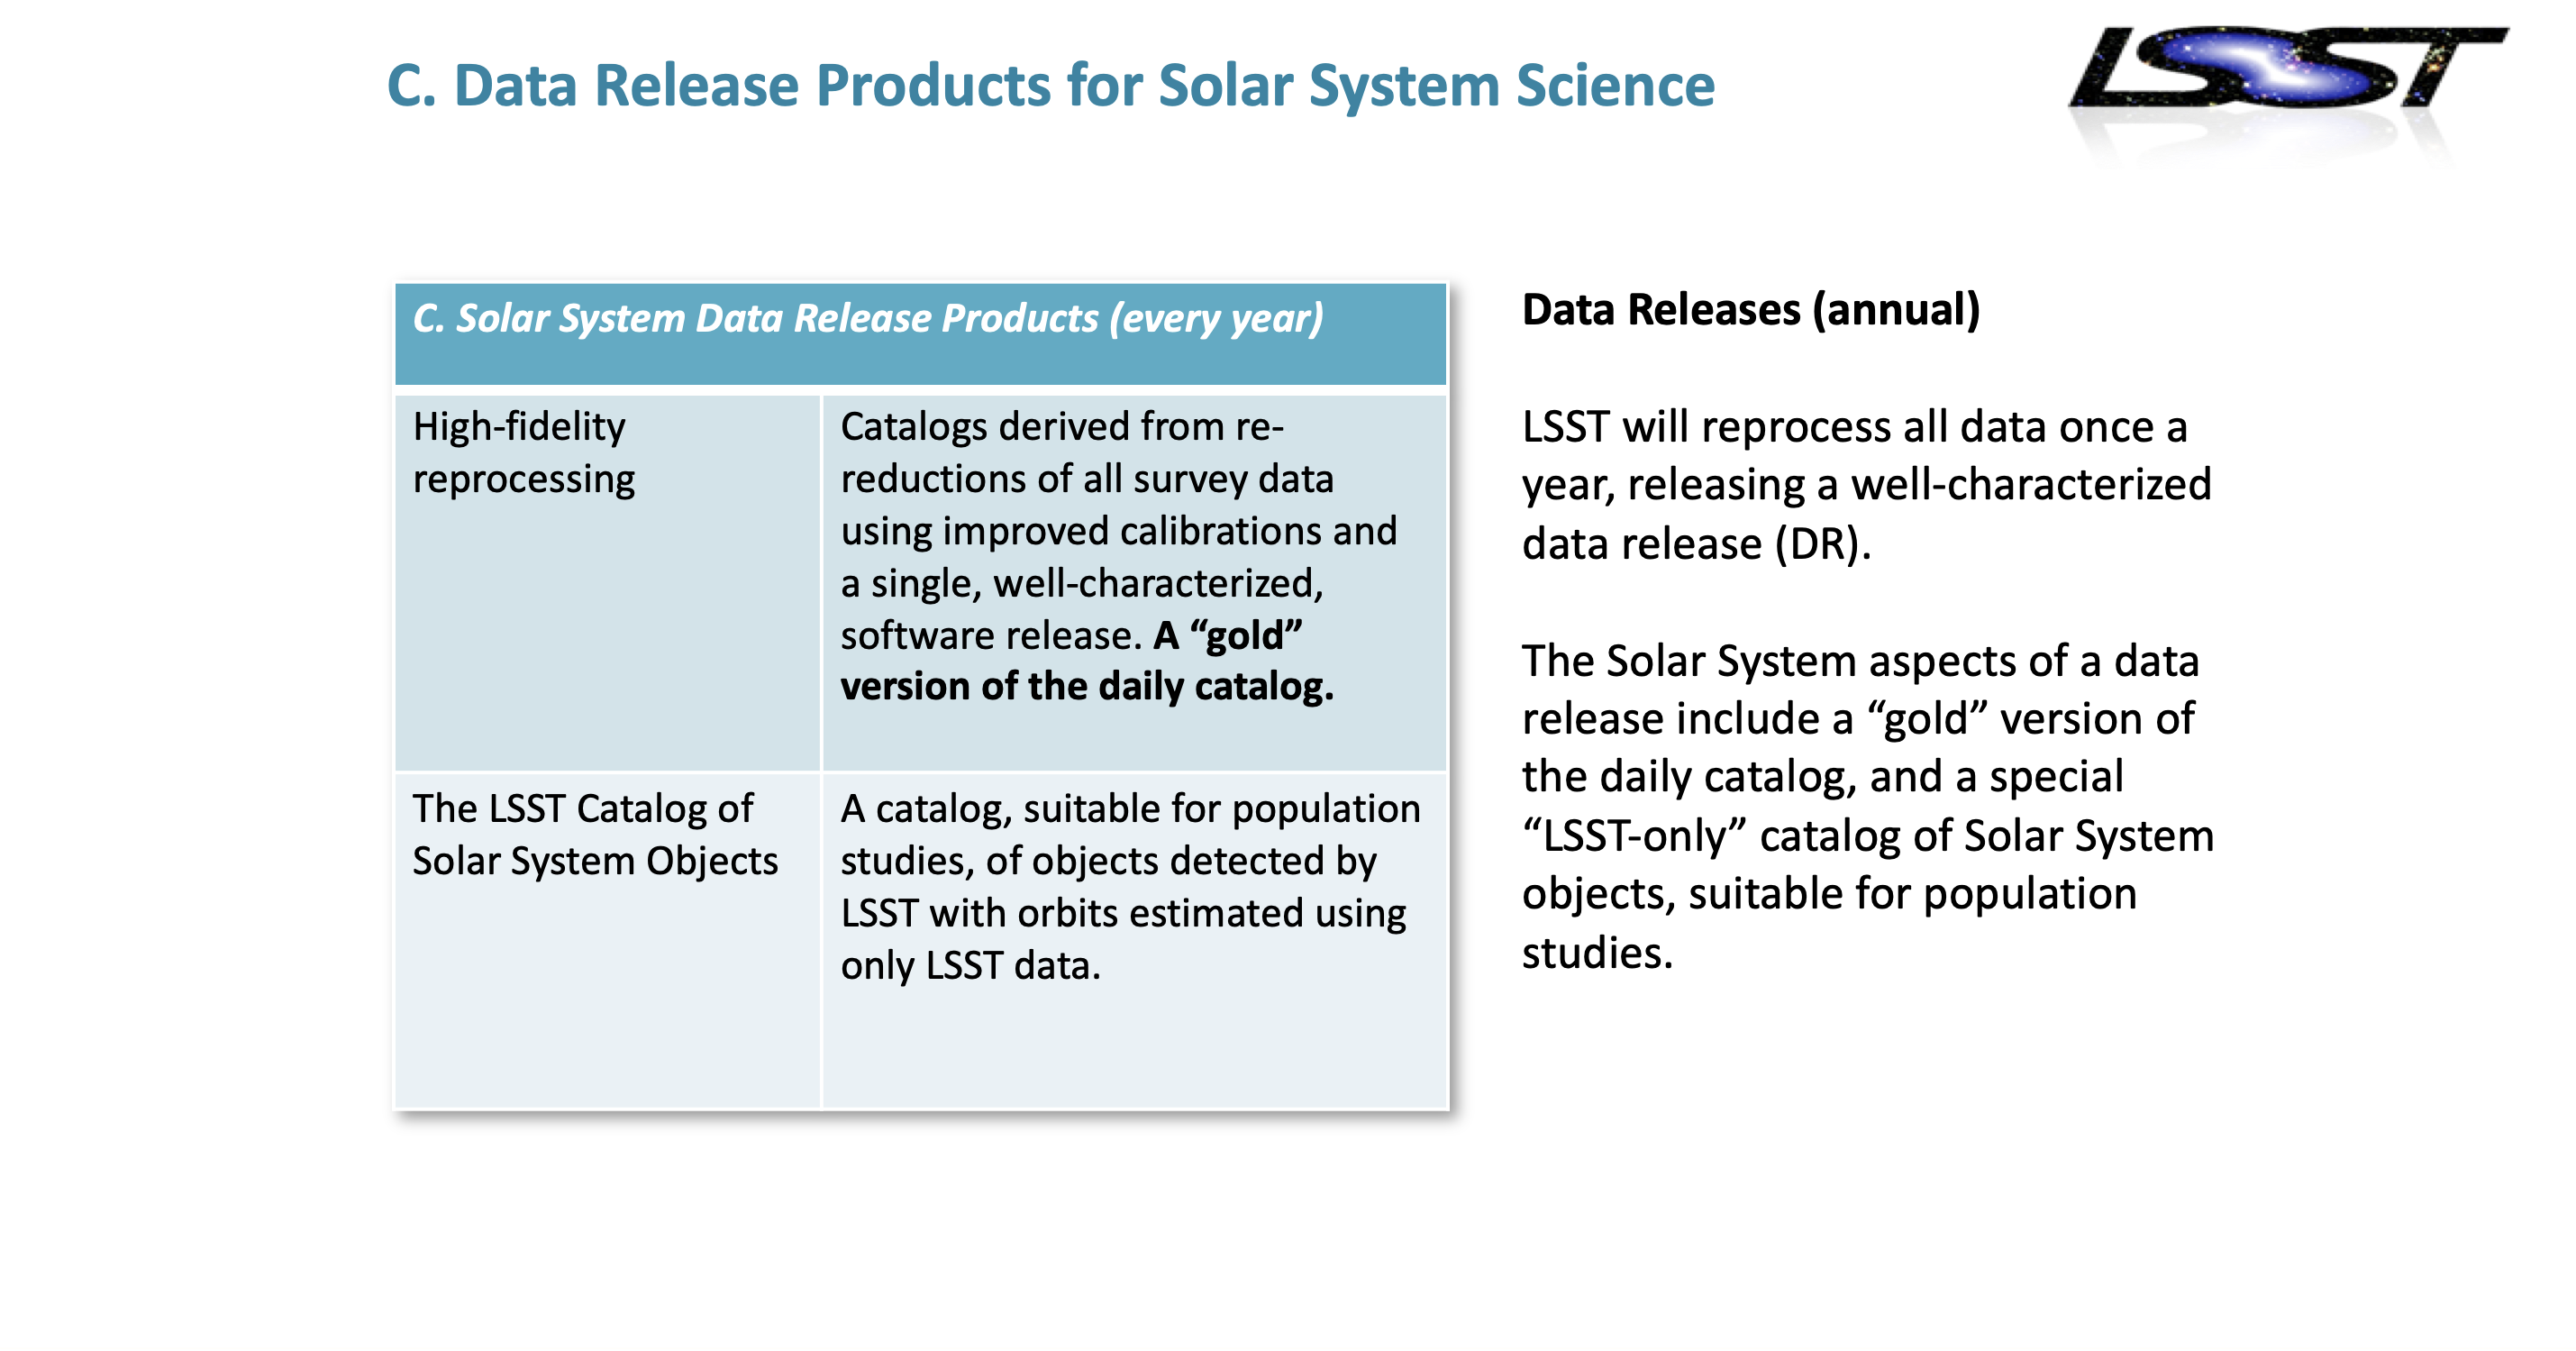 C. Data Release Products for Solar System Science
LSST
C. Solar System Data Release Products (every year)
High-fidelity
reprocessing
Catalogs derived from re-
reductions of all survey data
using improved calibrations and
a single, well-characterized,
software release. A “gold”
version of the daily catalog.
The LSST Catalog of
Solar System Objects
A catalog, suitable for population
studies, of objects detected by
LSST with orbits estimated using
only LSST data.
Data Releases (annual)
LSST will reprocess all data once a
year, releasing a well-characterized
data release (DR).
The Solar System aspects of a data
release include a “gold” version of
the daily catalog, and a special
“LSST-only” catalog of Solar System
objects, suitable for population
studies.